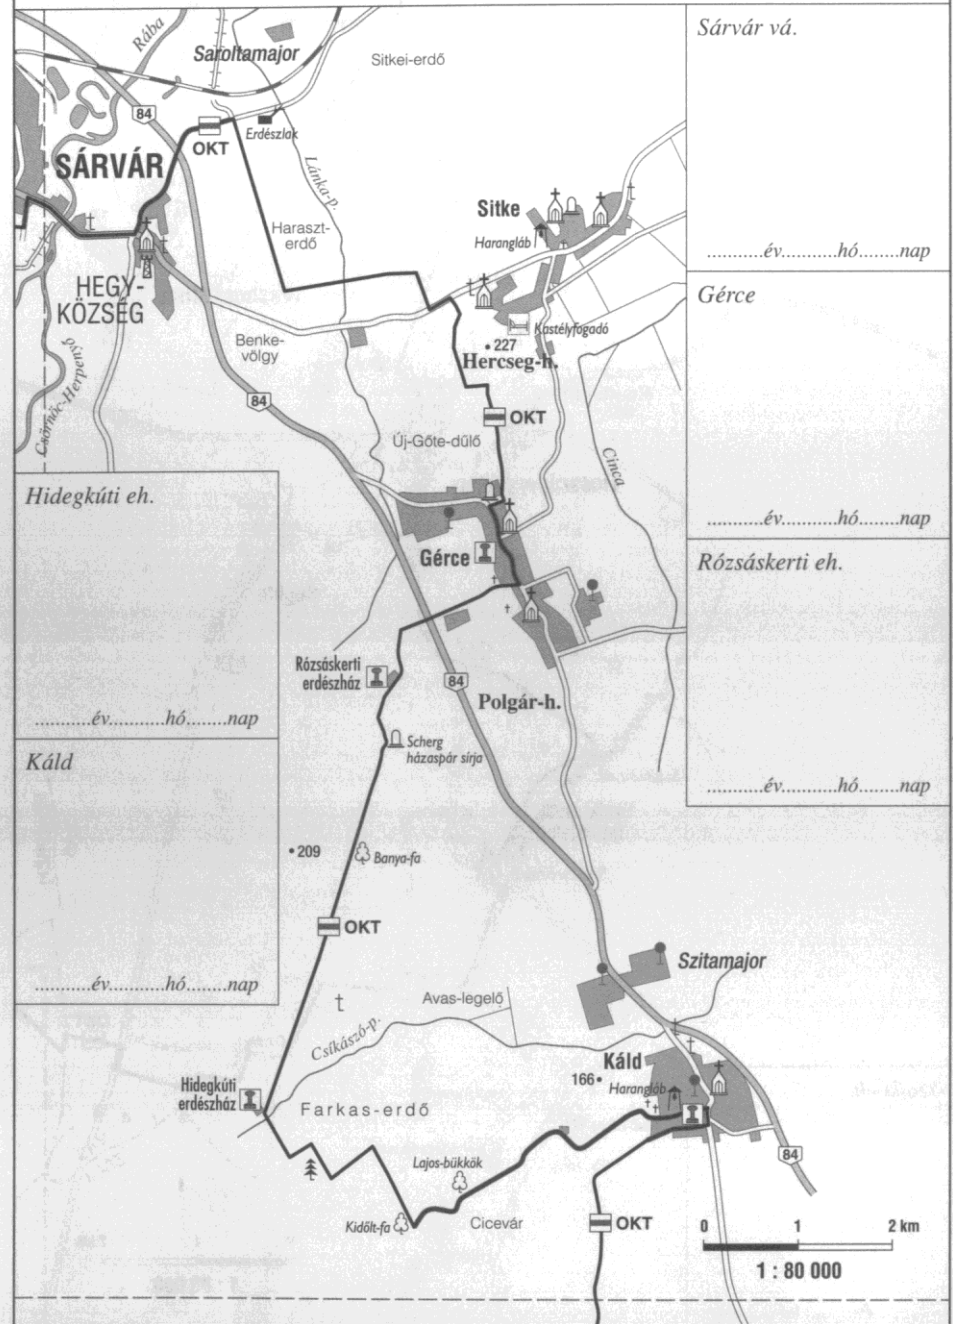 Sárvár vá.
..........év..........hó.......nap
Gérce
..........év..........hó.......nap
Rózsáskerti eh.
..........év..........hó.......nap
Hidegkúti eh.
..........év..........hó.......nap
Káld
..........év..........hó.......nap
Rába
Saroltamajor
Sitkei-erdő
84
OKT
Erdészlak
SÁRVÁR
Lánka-p.
Sitke
Harangláb
Haraszt-
erdő
HEGY-
KÖZSÉG
Kastélyfogadó
Benke-
völgy
227
Hercseg-h.
Csörnöc-Herpenyő
84
OKT
Új-Gőte-dűlő
Cinca
Gérce
Rózsáskerti
erdészház
84
Polgár-h.
Scherg
házaspár sírja
209
Banya-fa
OKT
Szitamajor
Avas-legelő
Csíkászó-p.
Káld
166
Harangláb
Hidegkúti
erdészház
Farkas-erdő
84
Lajos-bükkök
Kidőlt-fa
Cicevár
OKT
0 1 2 km
1 : 80 000